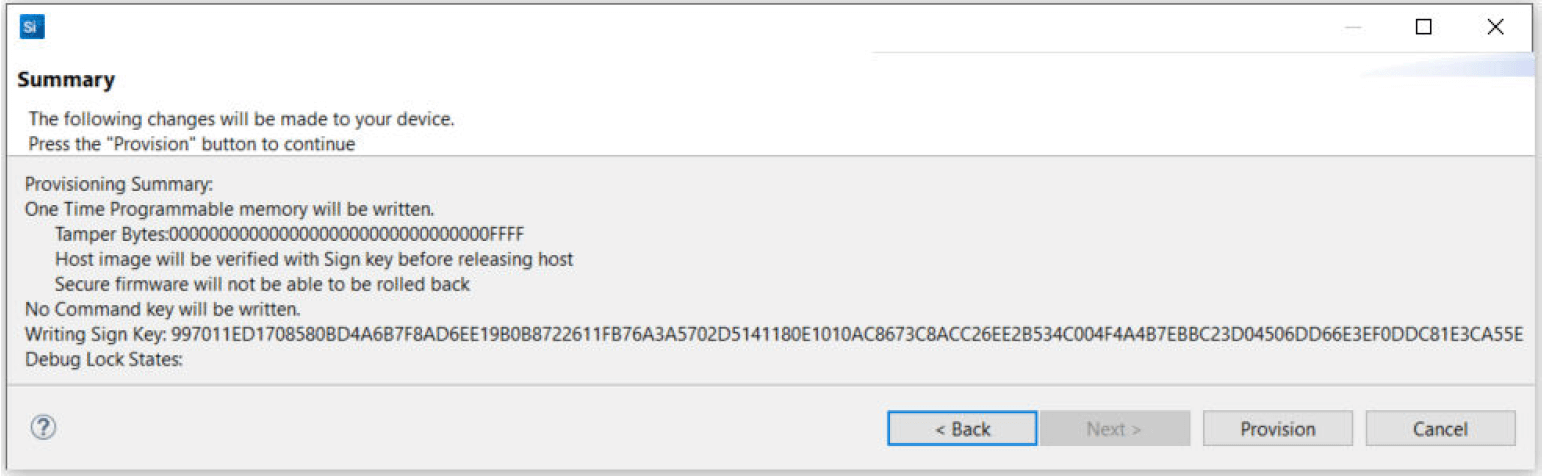 Si
Summary
The following changes will be made to your device.
Press the "Provision" button to continue
Provisioning Summary:
One Time Programmable memory will be written.
Tamper Bytes:0000000000000000000000000000FFFF
Host image will be verified with Sign key before releasing host
Secure firmware will not be able to be rolled back
No Command key will be written.
Writing Sign Key: 997011ED1708580BD4A6B7F8AD6EE19B0B8722611FB76A3A5702D5141180E1010AC8673C8ACC26EE2B534C004F4A4B7EBBC23D04506DD66E3EF0DDC81E3CA55E
Debug Lock States:
?
< Back
Next >
Provision
Cancel